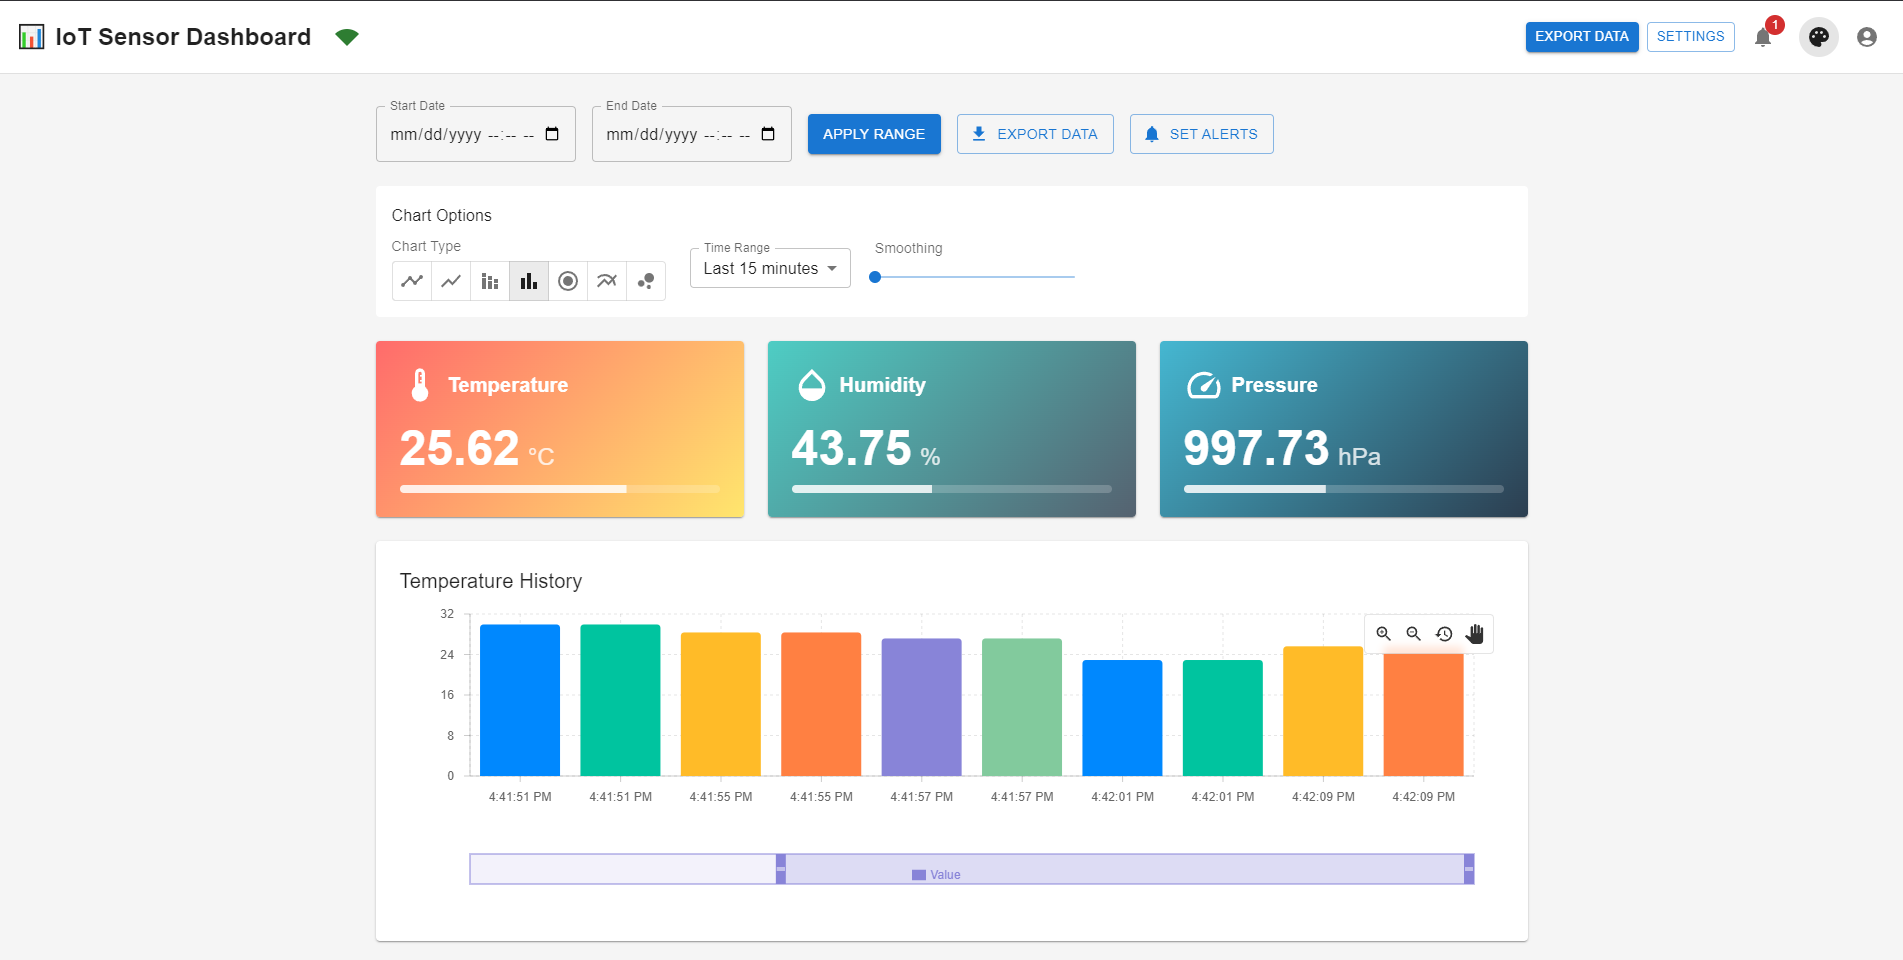 IoT Sensor Dashboard
EXPORT DATA
SETTINGS
1
Start Date
mm/dd/yyyy --:-- --
End Date
mm/dd/yyyy --:-- --
APPLY RANGE
EXPORT DATA
SET ALERTS
Chart Options
Chart Type
Time Range
Last 15 minutes
Smoothing
Temperature
25.62 °C
Humidity
43.75 %
Pressure
997.73 hPa
Temperature History
32
24
16
8
0
4:41:51 PM 4:41:51 PM 4:41:55 PM 4:41:55 PM 4:41:57 PM 4:41:57 PM 4:42:01 PM 4:42:01 PM 4:42:09 PM 4:42:09 PM
Value